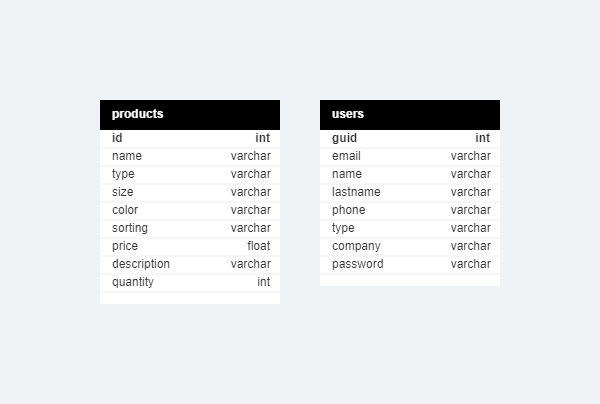 products
id int
name varchar
type varchar
size varchar
color varchar
sorting varchar
price float
description varchar
quantity int
users
guid int
email varchar
name varchar
lastname varchar
phone varchar
type varchar
company varchar
password varchar